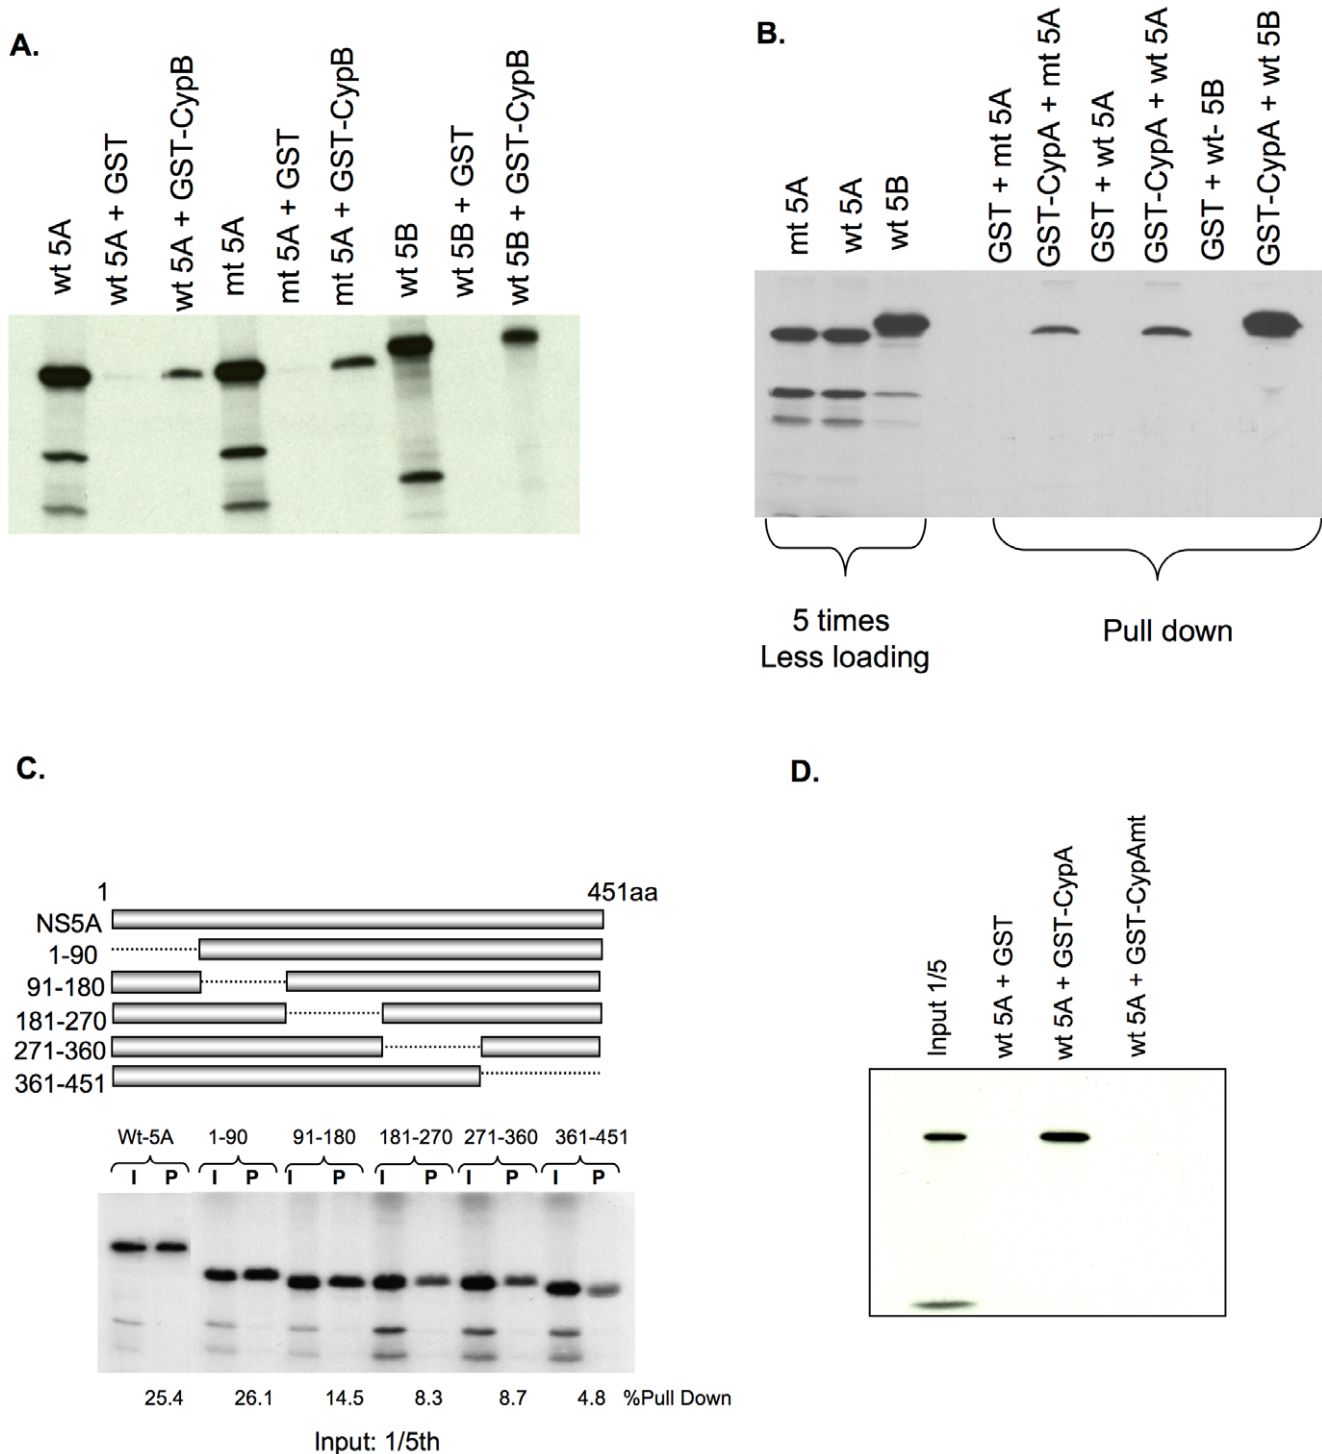 A.
wt 5A
wt 5A + GST
wt 5A + GST-CypB
mt 5A
mt 5A + GST
mt 5A + GST-CypB
wt 5B
wt 5B + GST
wt 5B + GST-CypB
B.
mt 5A
wt 5A
wt 5B
GST + mt 5A
GST-CypA + mt 5A
GST + wt 5A
GST-CypA + wt 5A
GST + wt- 5B
GST-CypA + wt 5B
5 times
Less loading
Pull down
C.
1 451aa
NS5A
1-90
91-180
181-270
271-360
361-451
Wt-5A 1-90 91-180 181-270 271-360 361-451
I P I P I P I P I P I P
25.4 26.1 14.5 8.3 8.7 4.8 %Pull Down
Input: 1/5th
D.
Input 1/5
wt 5A + GST
wt 5A + GST-CypA
wt 5A + GST-CypAmt